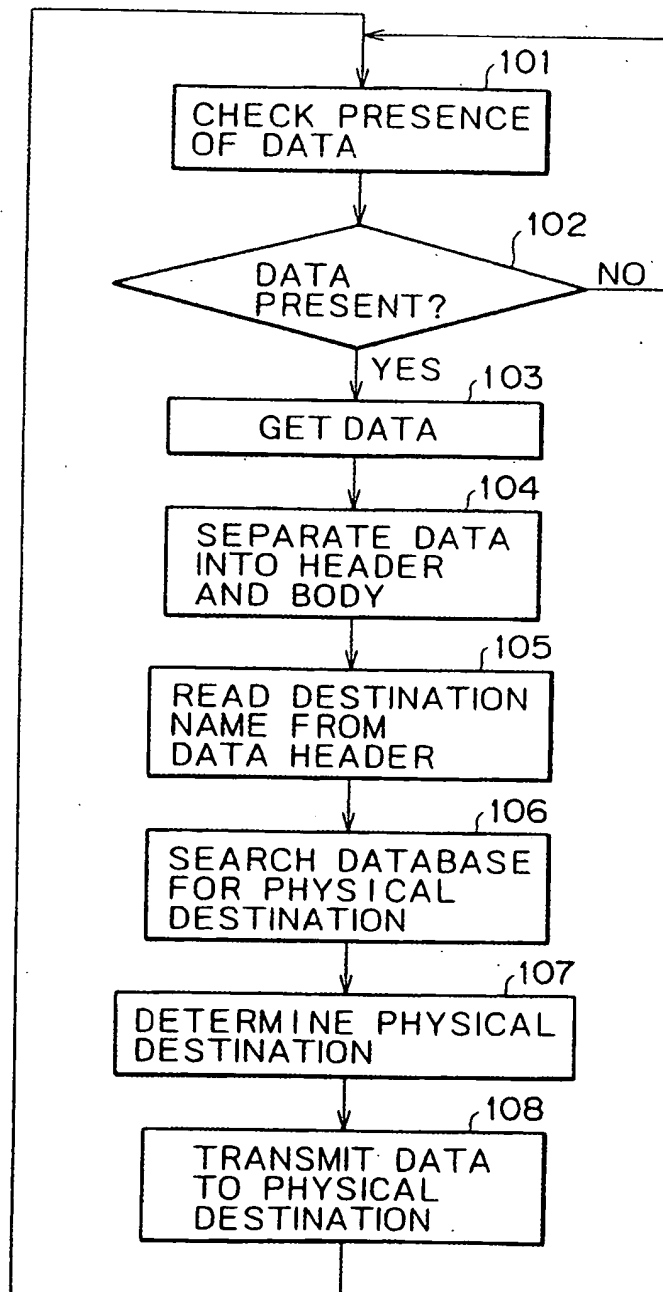 101
CHECK PRESENCE
OF DATA
102
DATA
PRESENT?
NO
YES
103
GET DATA
104
SEPARATE DATA
INTO HEADER
AND BODY
105
READ DESTINATION
NAME FROM
DATA HEADER
106
SEARCH DATABASE
FOR PHYSICAL
DESTINATION
107
DETERMINE PHYSICAL
DESTINATION
108
TRANSMIT DATA
TO PHYSICAL
DESTINATION